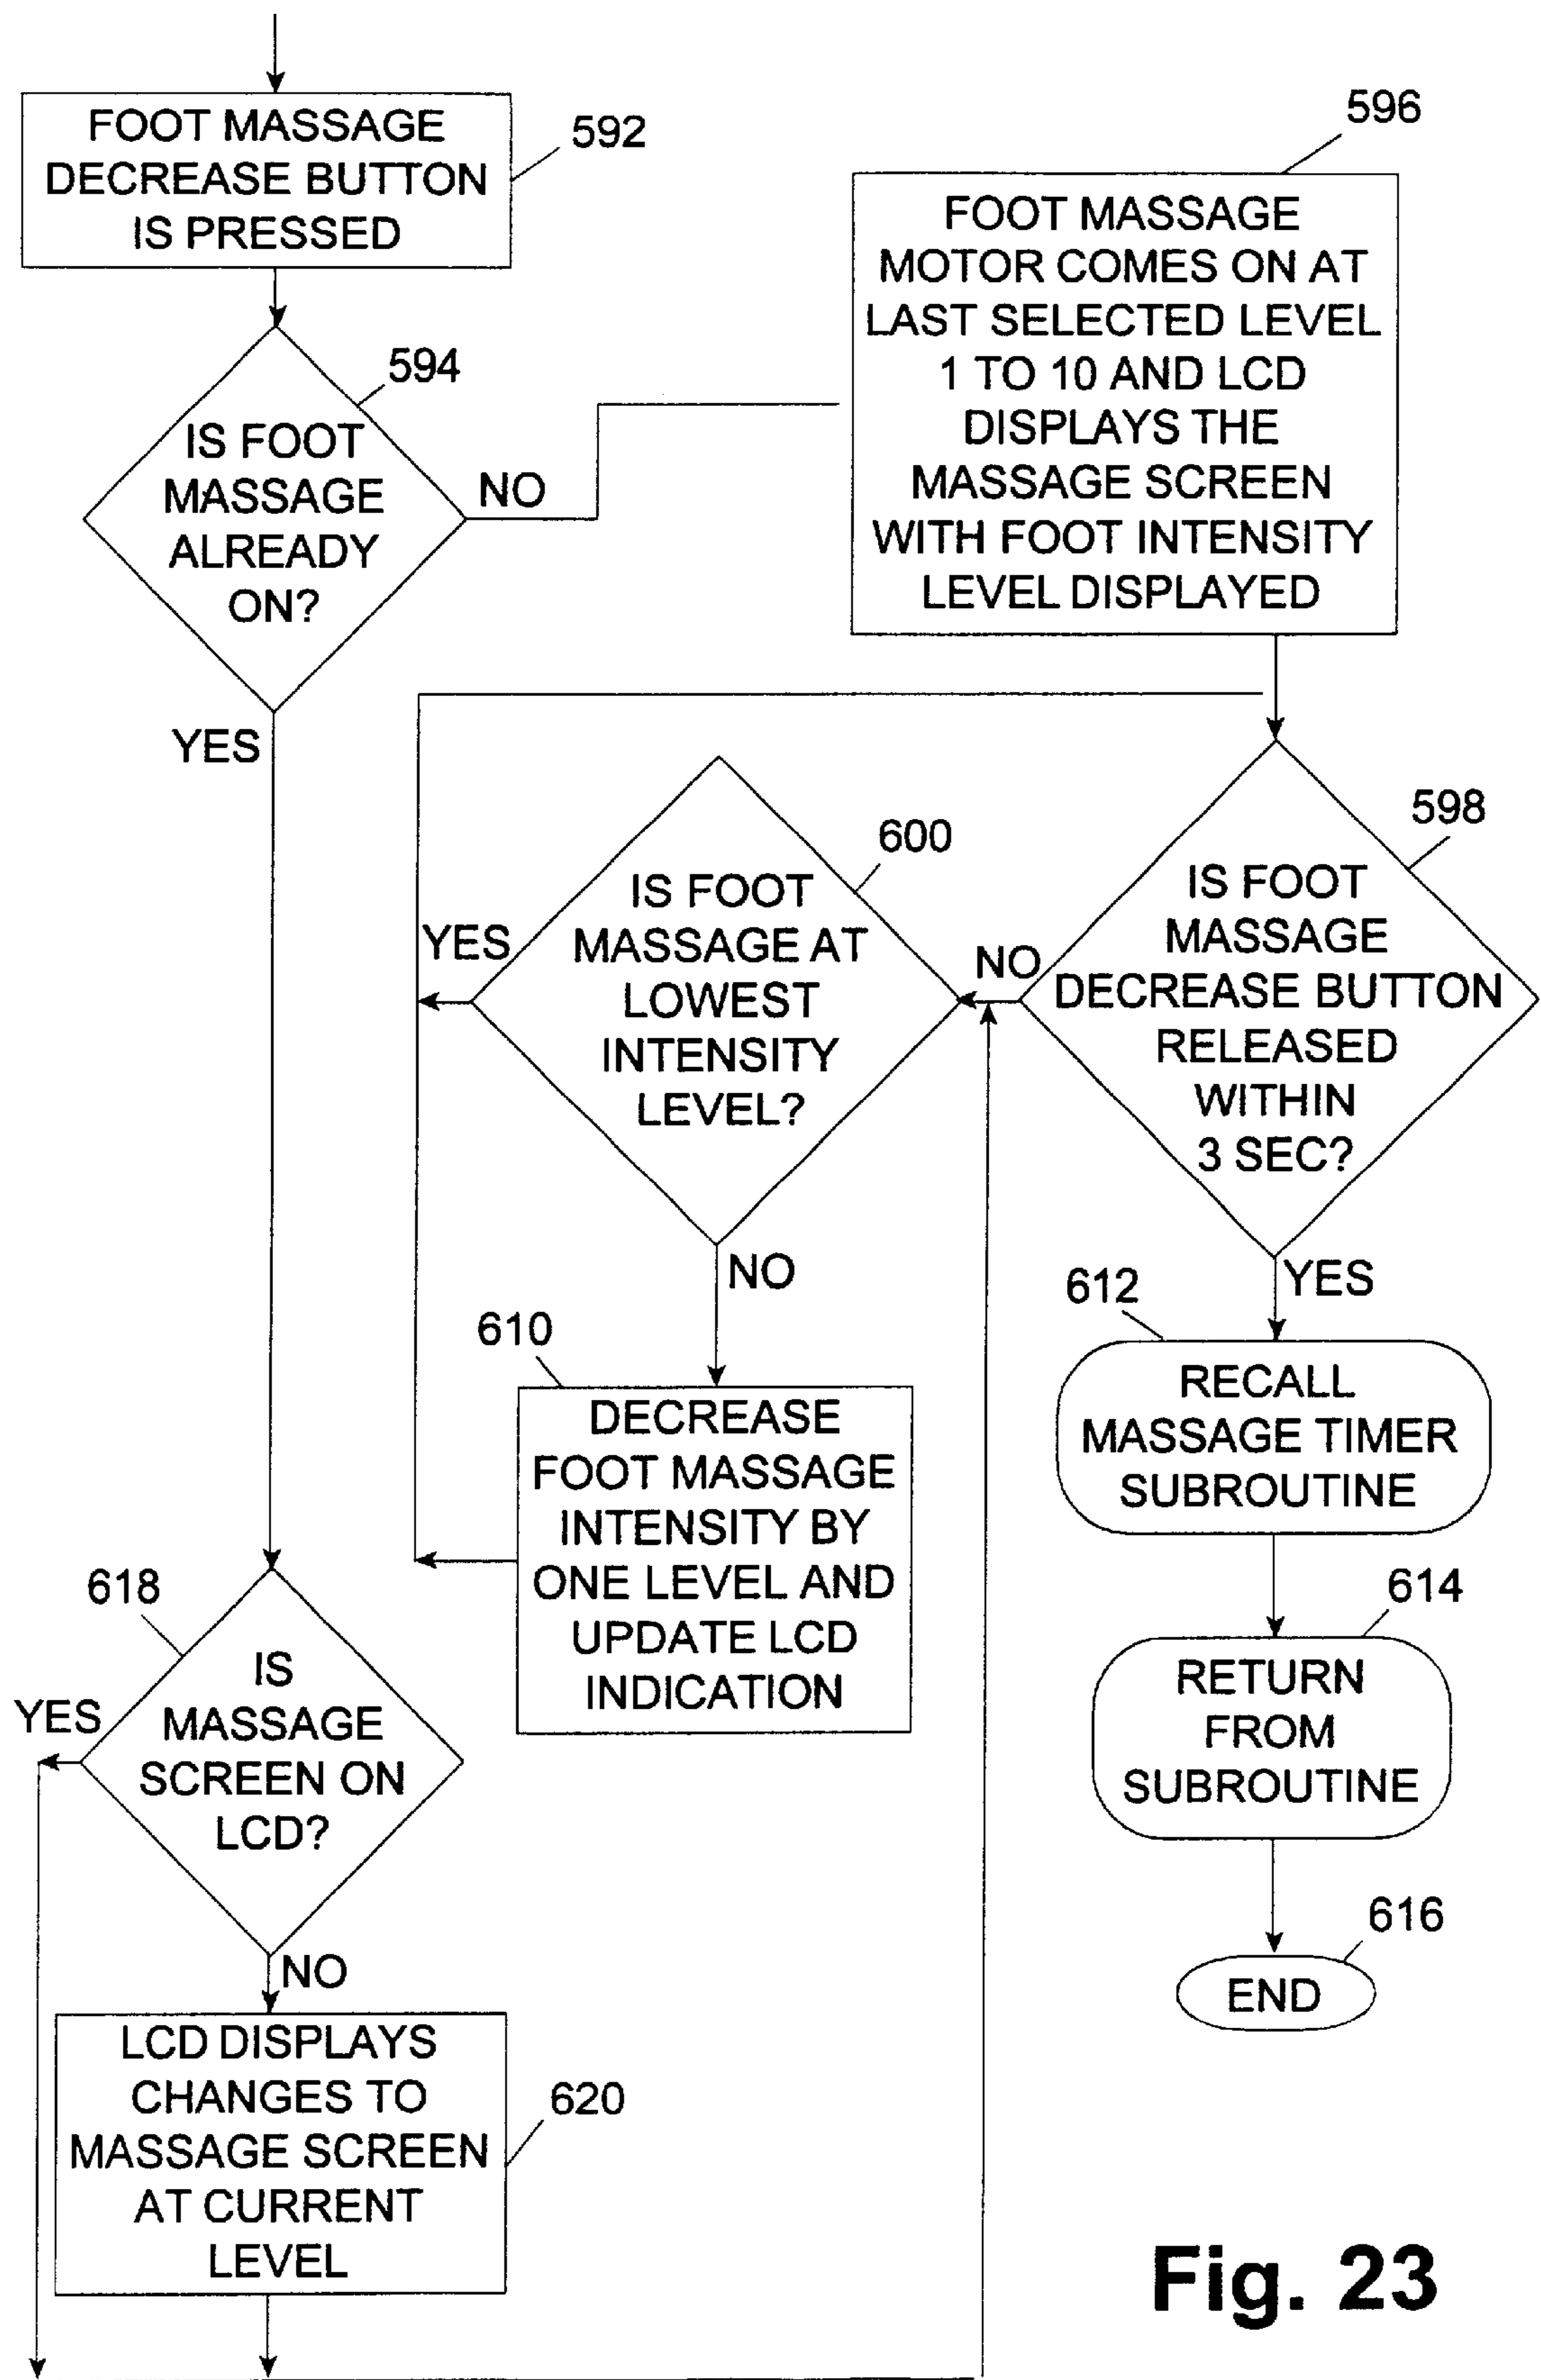 FOOT MASSAGE
DECREASE BUTTON
IS PRESSED
592
596
FOOT MASSAGE
MOTOR COMES ON AT
LAST SELECTED LEVEL
1 TO 10 AND LCD
DISPLAYS THE
MASSAGE SCREEN
WITH FOOT INTENSITY
LEVEL DISPLAYED
594
IS FOOT
MASSAGE
ALREADY
ON?
NO
YES
598
IS FOOT
MASSAGE
DECREASE BUTTON
RELEASED
WITHIN
3 SEC?
NO
YES
600
IS FOOT
MASSAGE AT
LOWEST
INTENSITY
LEVEL?
YES
NO
610
DECREASE
FOOT MASSAGE
INTENSITY BY
ONE LEVEL AND
UPDATE LCD
INDICATION
612
RECALL
MASSAGE TIMER
SUBROUTINE
614
RETURN
FROM
SUBROUTINE
616
END
618
IS
MASSAGE
SCREEN ON
LCD?
YES
NO
LCD DISPLAYS
CHANGES TO
MASSAGE SCREEN
AT CURRENT
LEVEL
620
Fig. 23